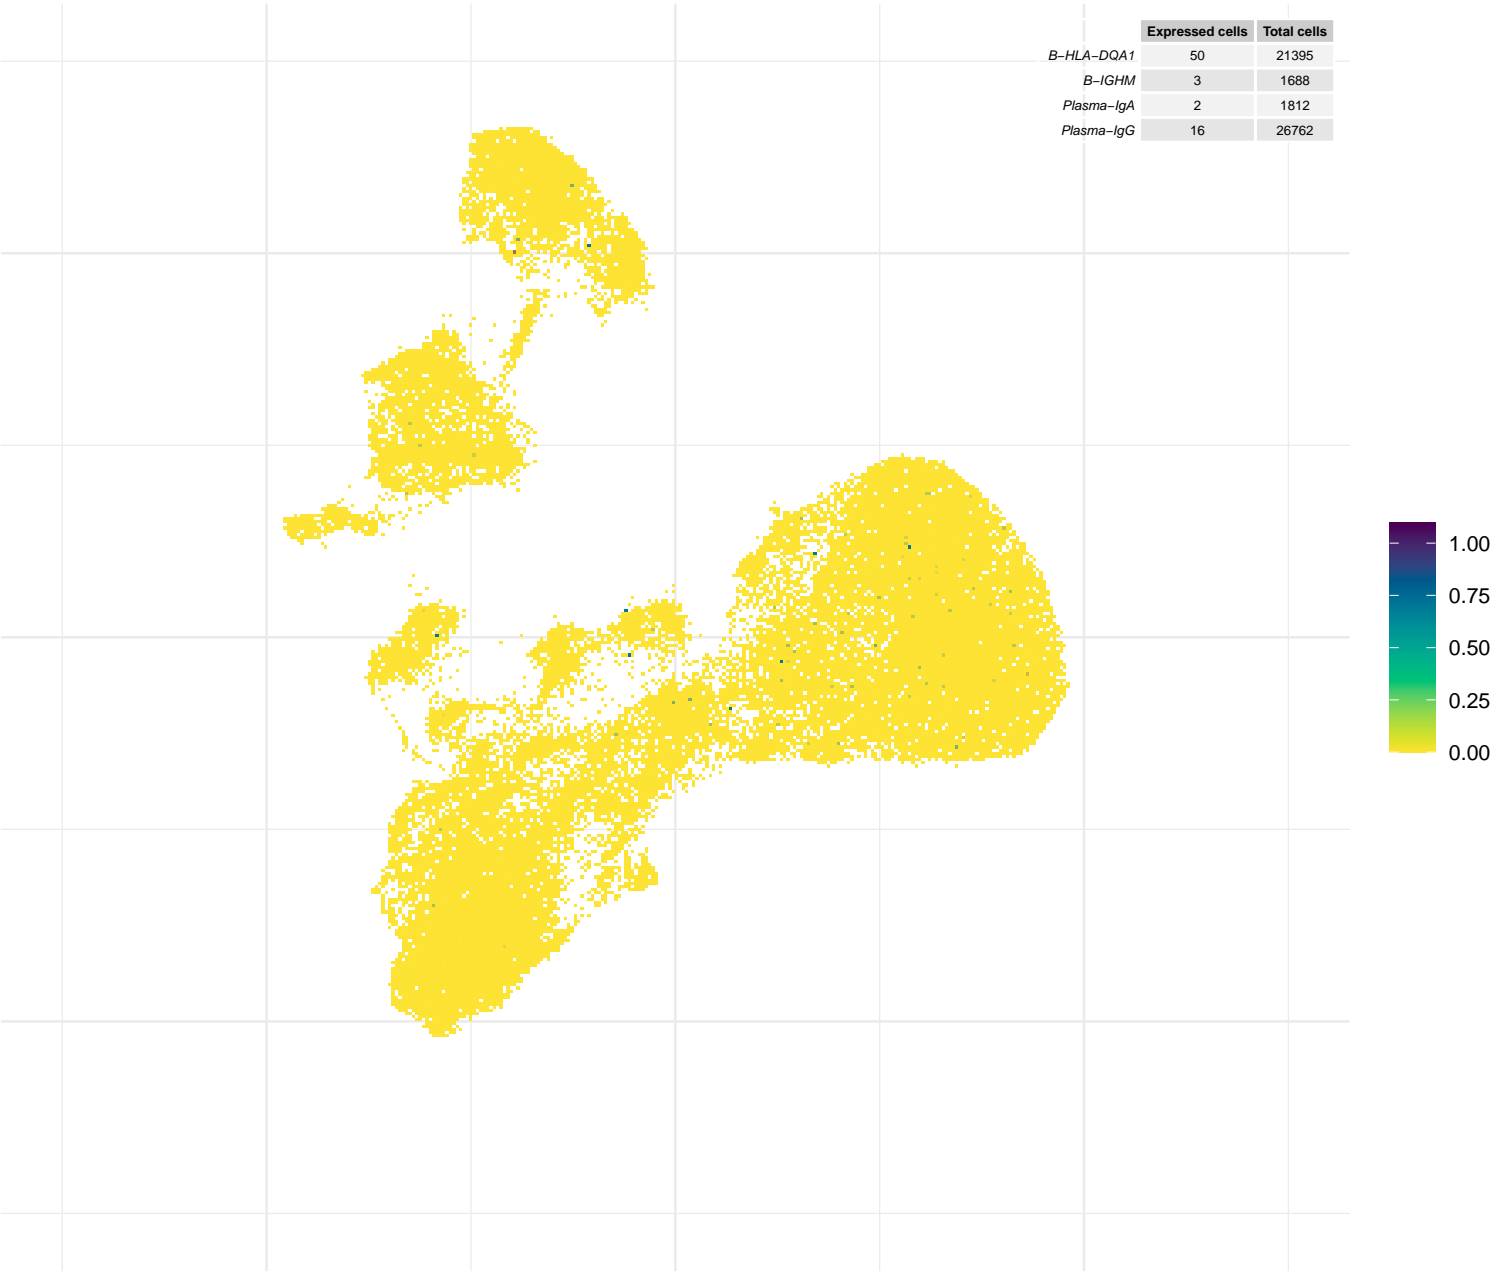 Expressed cells Total cells
B−HLA−DQA1 50 21395
B−IGHM 3 1688
Plasma−IgA 2 1812
Plasma−IgG 16 26762
1.00
0.75
0.50
0.25
0.00